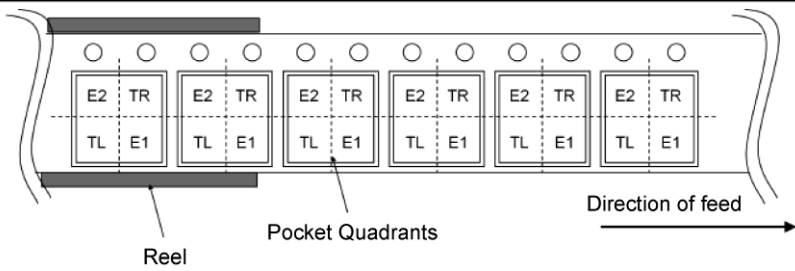 E2 TR E2 TR E2 TR E2 TR E2 TR E2 TR
TL E1 TL E1 TL E1 TL E1 TL E1 TL E1
Direction of feed
Pocket Quadrants
Reel